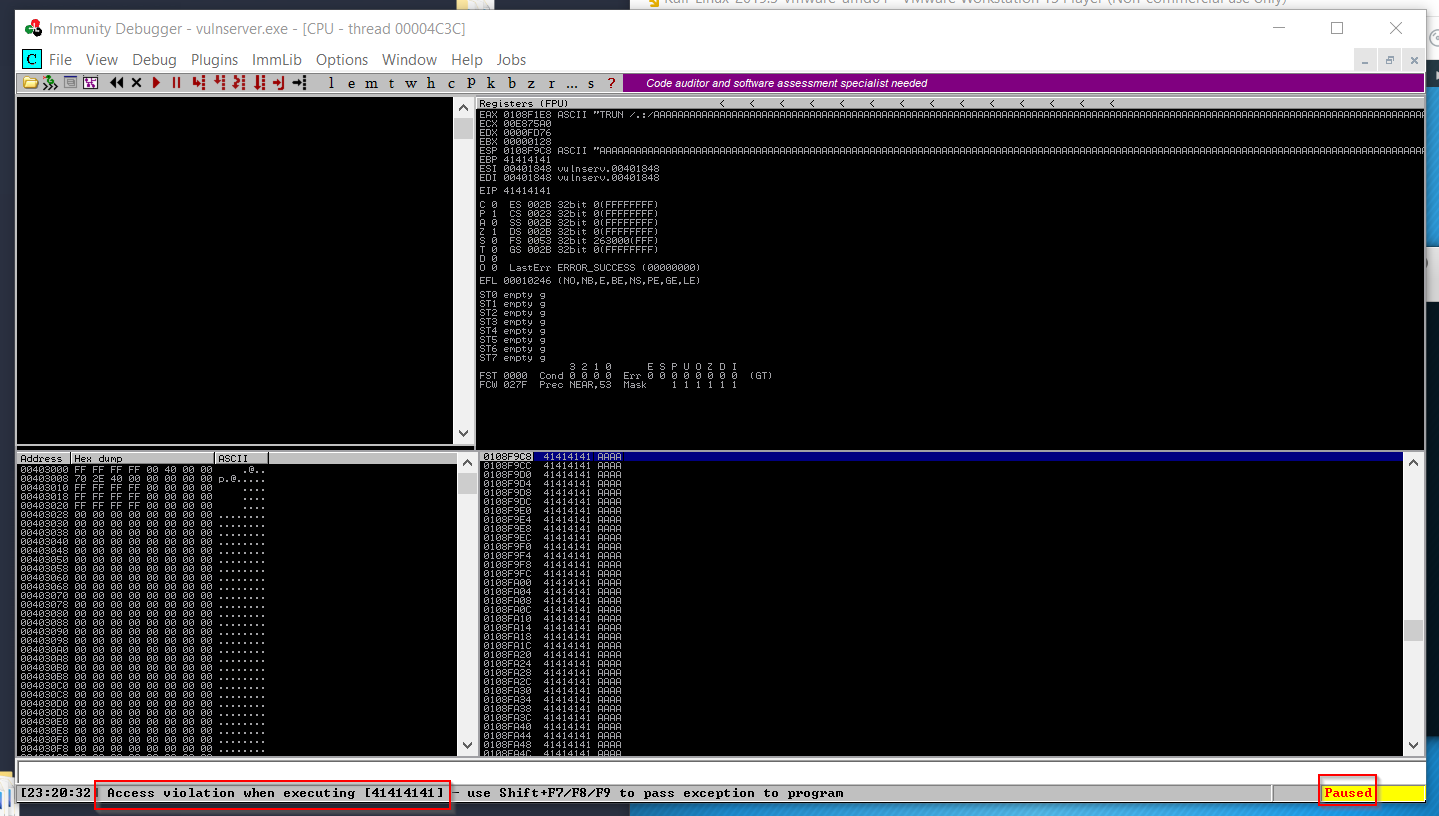 Immunity Debugger - vulnserver.exe - [CPU - thread 00004C3C]
C File View Debug Plugins ImmLib Options Window Help Jobs
l e m t w h c P k b z r ... s ? Code auditor and software assessment specialist needed
Registers (FPU) < < < < < < < < < < < < < <
ECX 00E875A0
EDX 0000FD76
EBX 00000128
EBP 41414141
ESI 00401848 vulnserv.00401848
EDI 00401848 vulnserv.00401848
EIP 41414141
C 0 ES 002B 32bit 0(FFFFFFFF)
P 1 CS 0023 32bit 0(FFFFFFFF)
A 0 SS 002B 32bit 0(FFFFFFFF)
Z 1 DS 002B 32bit 0(FFFFFFFF)
S 0 FS 0053 32bit 263000(FFF)
T 0 GS 002B 32bit 0(FFFFFFFF)
D 0
O 0 LastErr ERROR_SUCCESS (00000000)
EFL 00010246 (NO,NB,E,BE,NS,PE,GE,LE)
ST0 empty g
ST1 empty g
ST2 empty g
ST3 empty g
ST4 empty g
ST5 empty g
ST6 empty g
ST7 empty g
3 2 1 0 E S P U O Z D I
FST 0000 Cond 0 0 0 0 Err 0 0 0 0 0 0 0 0 (GT)
FCW 027F Prec NEAR,53 Mask 1 1 1 1 1 1
Address Hex dump ASCII
00403000 FF FF FF FF 00 40 00 00 .@..
00403008 70 2E 40 00 00 00 00 00 p.@.....
00403010 FF FF FF FF 00 00 00 00 ....
00403018 FF FF FF FF 00 00 00 00 ....
00403020 FF FF FF FF 00 00 00 00 ....
00403028 00 00 00 00 00 00 00 00 ........
00403030 00 00 00 00 00 00 00 00 ........
00403038 00 00 00 00 00 00 00 00 ........
00403040 00 00 00 00 00 00 00 00 ........
00403048 00 00 00 00 00 00 00 00 ........
00403050 00 00 00 00 00 00 00 00 ........
00403058 00 00 00 00 00 00 00 00 ........
00403060 00 00 00 00 00 00 00 00 ........
00403068 00 00 00 00 00 00 00 00 ........
00403070 00 00 00 00 00 00 00 00 ........
00403078 00 00 00 00 00 00 00 00 ........
00403080 00 00 00 00 00 00 00 00 ........
00403088 00 00 00 00 00 00 00 00 ........
00403090 00 00 00 00 00 00 00 00 ........
00403098 00 00 00 00 00 00 00 00 ........
004030A0 00 00 00 00 00 00 00 00 ........
004030A8 00 00 00 00 00 00 00 00 ........
004030B0 00 00 00 00 00 00 00 00 ........
004030B8 00 00 00 00 00 00 00 00 ........
004030C0 00 00 00 00 00 00 00 00 ........
004030C8 00 00 00 00 00 00 00 00 ........
004030D0 00 00 00 00 00 00 00 00 ........
004030D8 00 00 00 00 00 00 00 00 ........
004030E0 00 00 00 00 00 00 00 00 ........
004030E8 00 00 00 00 00 00 00 00 ........
004030F0 00 00 00 00 00 00 00 00 ........
004030F8 00 00 00 00 00 00 00 00 ........
0108F9C8 41414141 AAAA
0108F9CC 41414141 AAAA
0108F9D0 41414141 AAAA
0108F9D4 41414141 AAAA
0108F9D8 41414141 AAAA
0108F9DC 41414141 AAAA
0108F9E0 41414141 AAAA
0108F9E4 41414141 AAAA
0108F9E8 41414141 AAAA
0108F9EC 41414141 AAAA
0108F9F0 41414141 AAAA
0108F9F4 41414141 AAAA
0108F9F8 41414141 AAAA
0108F9FC 41414141 AAAA
0108FA00 41414141 AAAA
0108FA04 41414141 AAAA
0108FA08 41414141 AAAA
0108FA0C 41414141 AAAA
0108FA10 41414141 AAAA
0108FA14 41414141 AAAA
0108FA18 41414141 AAAA
0108FA1C 41414141 AAAA
0108FA20 41414141 AAAA
0108FA24 41414141 AAAA
0108FA28 41414141 AAAA
0108FA2C 41414141 AAAA
0108FA30 41414141 AAAA
0108FA34 41414141 AAAA
0108FA38 41414141 AAAA
0108FA3C 41414141 AAAA
0108FA40 41414141 AAAA
0108FA44 41414141 AAAA
0108FA48 41414141 AAAA
0108FA4C 41414141 AAAA
[23:20:32] Access violation when executing [41414141] - use Shift+F7/F8/F9 to pass exception to program Paused